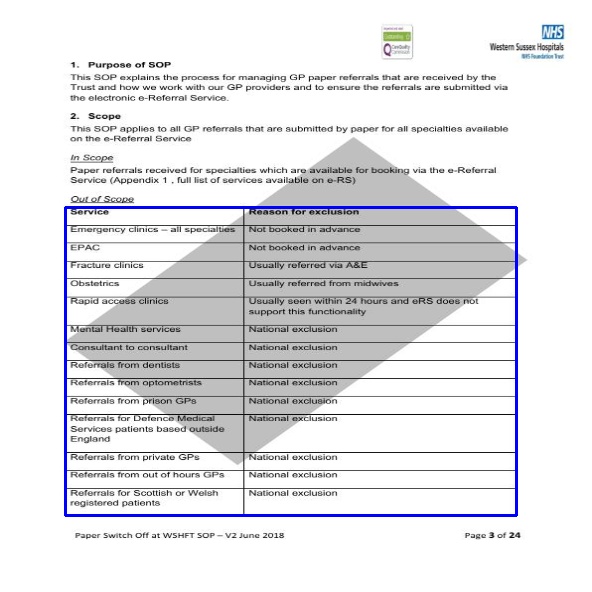 NHS
Western Sussex Hospitals
NHS Foundation Trust
1. Purpose of SOP
This SOP explains the process for managing GP paper referrals that are received by the
Trust and how we work with our GP providers and to ensure the referrals are submitted via
the electronic e-Referral Service.
2. Scope
This SOP applies to all GP referrals that are submitted by paper for all specialties available
on the e-Referral Service
In Scope
Paper referrals received for specialties which are available for booking via the e-Referral
Service (Appendix 1 , full list of services available on e-RS)
Out of Scope
Service Reason for exclusion
Emergency clinics – all specialties Not booked in advance
EPAC Not booked in advance
Fracture clinics Usually referred via A&E
Obstetrics Usually referred from midwives
Rapid access clinics Usually seen within 24 hours and eRS does not
support this functionality
Mental Health services National exclusion
Consultant to consultant National exclusion
Referrals from dentists National exclusion
Referrals from optometrists National exclusion
Referrals from prison GPs National exclusion
Referrals for Defence Medical National exclusion
Services patients based outside
England
Referrals from private GPs National exclusion
Referrals from out of hours GPs National exclusion
Referrals for Scottish or Welsh National exclusion
registered patients
Paper Switch Off at WSHFT SOP – V2 June 2018 Page 3 of 24